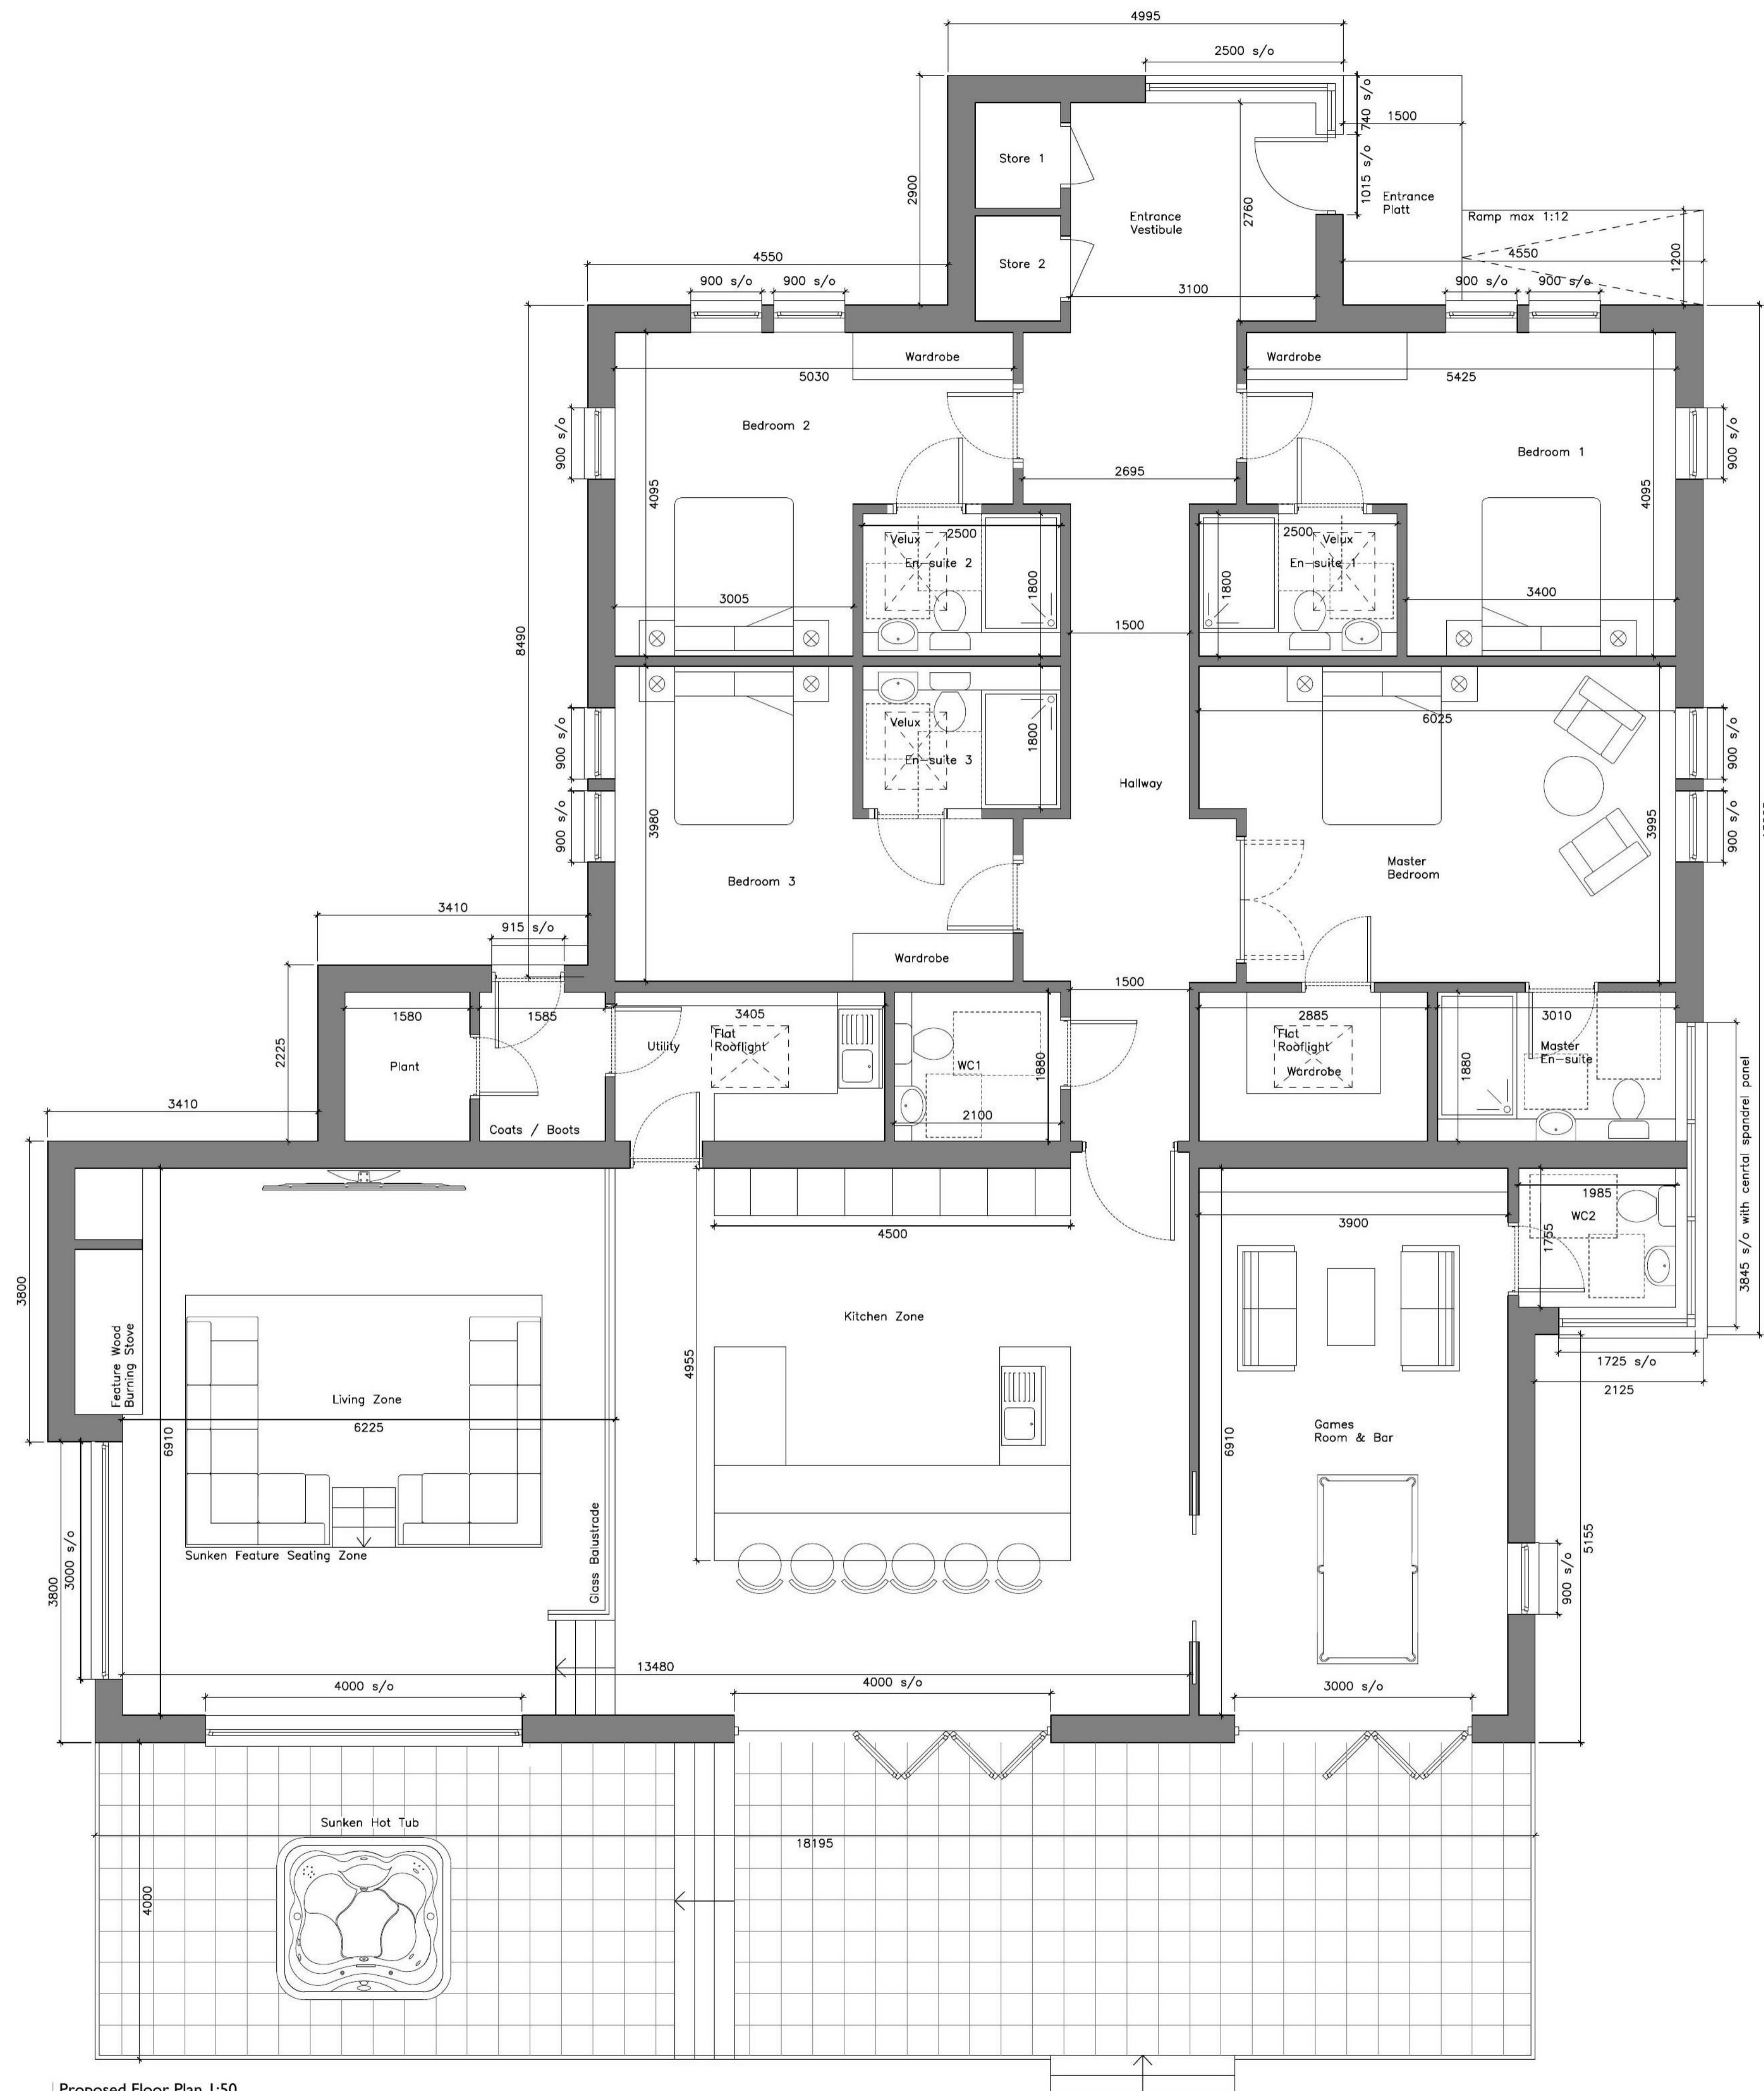 4995
2500 s/o
740 s/o
1500
1015 s/o
2900
Store 1
Entrance
Vestibule
2760
Entrance
Platt
Ramp max 1:12
4550
Store 2
4550
1200
900 s/o
900 s/o
3100
900 s/o
900 s/o
Wardrobe
5030
Wardrobe
5425
900 s/o
Bedroom 2
Bedroom 1
900 s/o
4095
2695
4095
Velux
2500
En-suite 2
2500
Velux
En-suite 1
1800
1800
3005
3400
1500
8490
6025
900 s/o
Velux
En-suite 3
1800
900 s/o
Hallway
900 s/o
3980
3995
900 s/o
Bedroom 3
Master
Bedroom
3410
915 s/o
Wardrobe
1500
1580
1585
3405
2885
3010
2225
Plant
Utility
Flat
Rooflight
WC1
1880
Flat
Rooflight
Wardrobe
1880
Master
En-suite
3410
2100
Coats / Boots
3845 s/o with cenrtal spandrel panel
1985
WC2
1755
3900
4500
3800
Kitchen Zone
Feature Wood
Burning Stove
4955
1725 s/o
2125
Living Zone
6225
6910
6910
Games
Room & Bar
Glass Balustrade
Sunken Feature Seating Zone
3000 s/o
3800
5155
900 s/o
13480
4000 s/o
4000 s/o
3000 s/o
Sunken Hot Tub
18195
4000
Proposed Floor Plan 1:50